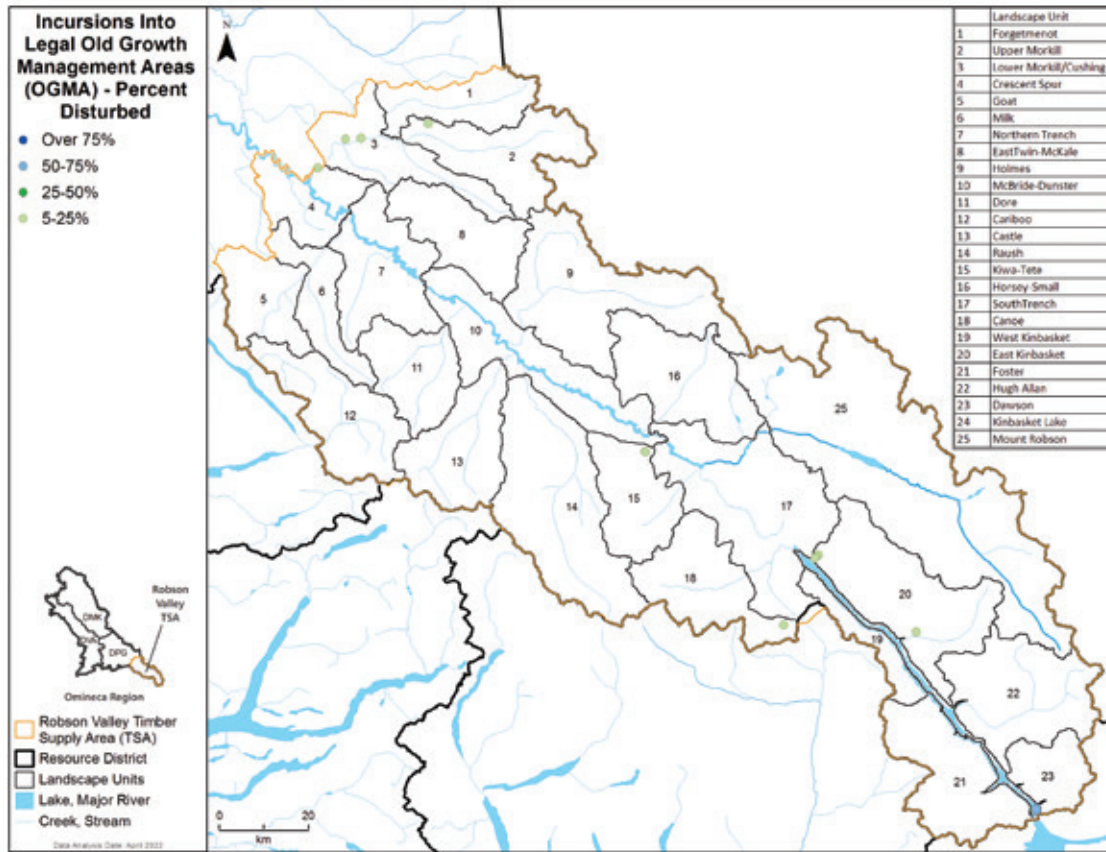 Incursions Into
Legal Old Growth
Management Areas
(OGMA) - Percent
Disturbed
Over 75%
50-75%
25-50%
5-25%
N
Landscape Unit
1 Forgetmenot
2 Upper Morkill
3 Lower Morkill/Cushing
4 Crescent Spur
5 Goat
6 Milk
7 Northern Trench
8 EastTwin-McKale
9 Holmes
10 McBride-Dunster
11 Dore
12 Cariboo
13 Castle
14 Raush
15 Kiwa-Tete
16 Horsey-Small
17 SouthTrench
18 Canoe
19 West Kinbasket
20 East Kinbasket
21 Foster
22 Hugh Allan
23 Dawson
24 Kinbasket Lake
25 Mount Robson
1
3
2
4
8
7
9
5
6
10
11
16
25
12
13
15
14
17
18
20
19
22
21
23
Robson
Valley
TSA
DMK
DPG
Omineca Region
Robson Valley Timber
Supply Area (TSA)
Resource District
Landscape Units
Lake, Major River
Creek, Stream
0 20
km
Data Analysis Date: April 2022